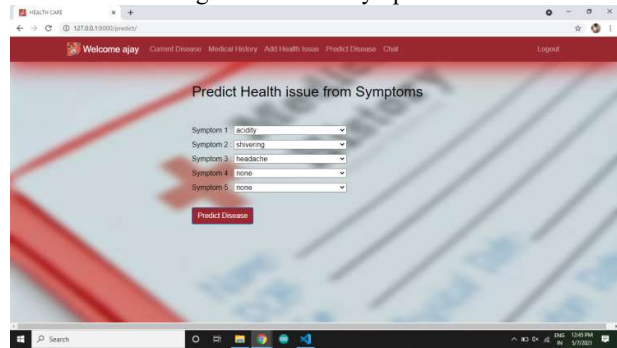 HEALTH CARE
127.0.0.1:8000/predict/
Welcome ajay Current Disease Medical History Add Health Issue Predict Disease Chat Logout
Predict Health issue from Symptoms
Symptom 1 : acidity
Symptom 2 : shivering
Symptom 3 : headache
Symptom 4 : none
Symptom 5 : none
Predict Disease
Search
ENG 12:45 PM
IN 5/7/2021